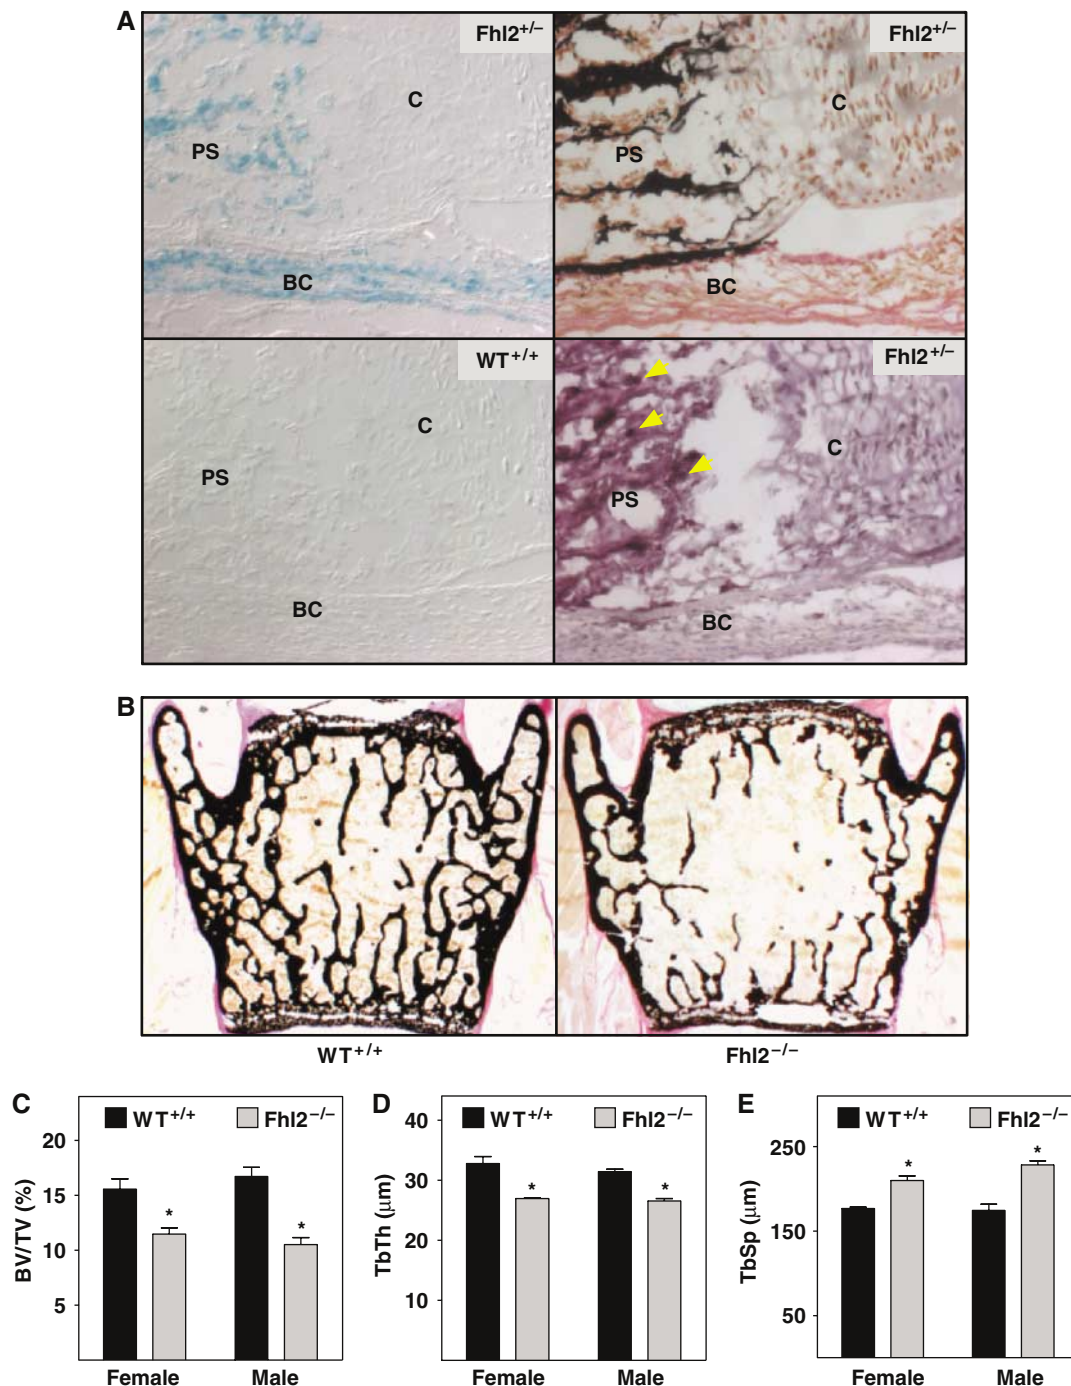 A
Fhl2+/–
Fhl2+/–
C
C
PS
PS
BC
BC
WT+/+
Fhl2+/–
C
C
PS
PS
BC
BC
B
WT+/+
Fhl2−/−
C
WT+/+
Fhl2−/−
BV/TV (%)
20
15
10
5
*
*
Female
Male
D
WT+/+
Fhl2−/−
TbTh (μm)
40
30
20
10
*
*
Female
Male
E
WT+/+
Fhl2−/−
TbSp (μm)
250
150
50
*
*
Female
Male